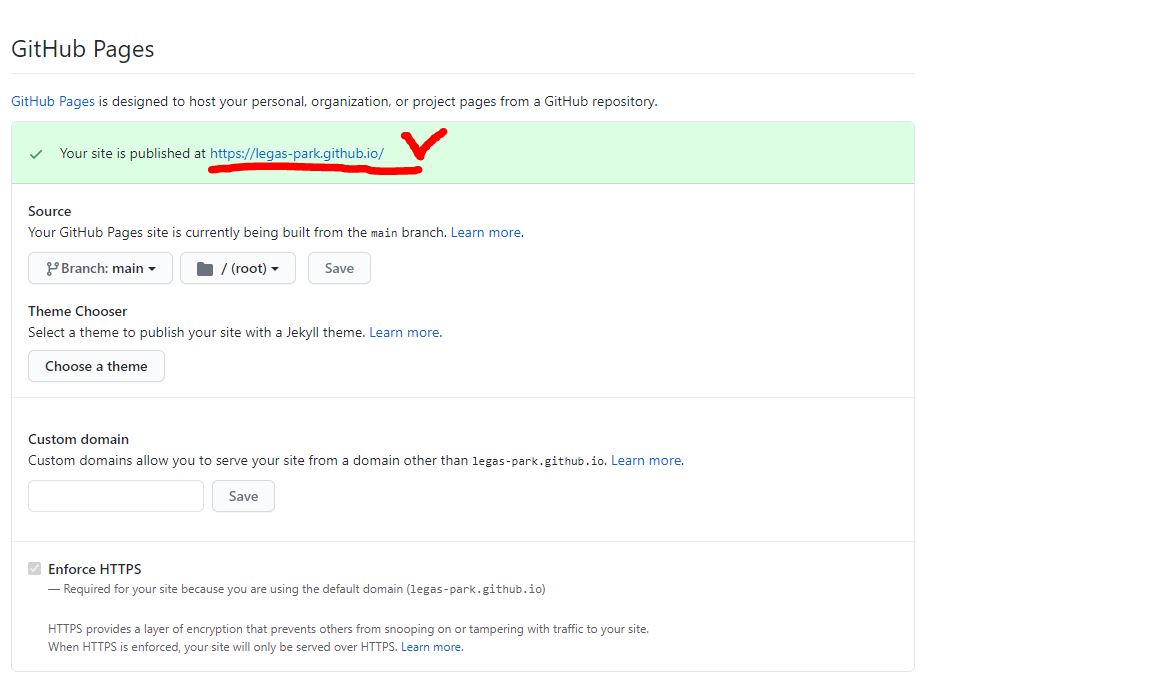 GitHub Pages
GitHub Pages is designed to host your personal, organization, or project pages from a GitHub repository.
Your site is published at https://legas-park.github.io/
Source
Your GitHub Pages site is currently being built from the main branch. Learn more.
Branch: main / (root) Save
Theme Chooser
Select a theme to publish your site with a Jekyll theme. Learn more.
Choose a theme
Custom domain
Custom domains allow you to serve your site from a domain other than legas-park.github.io. Learn more.
Save
Enforce HTTPS
— Required for your site because you are using the default domain (legas-park.github.io)
HTTPS provides a layer of encryption that prevents others from snooping on or tampering with traffic to your site.
When HTTPS is enforced, your site will only be served over HTTPS. Learn more.